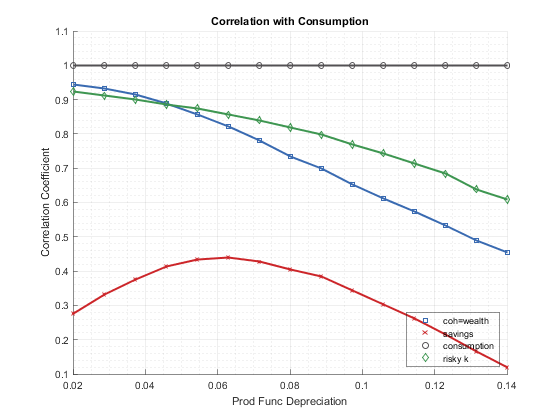 Correlation with Consumption
1.1
1
0.9
0.8
0.7
0.6
0.5
0.4
0.3
0.2
0.1
Correlation Coefficient
coh=wealth
savings
consumption
risky k
0.02
0.04
0.06
0.08
0.1
0.12
0.14
Prod Func Depreciation